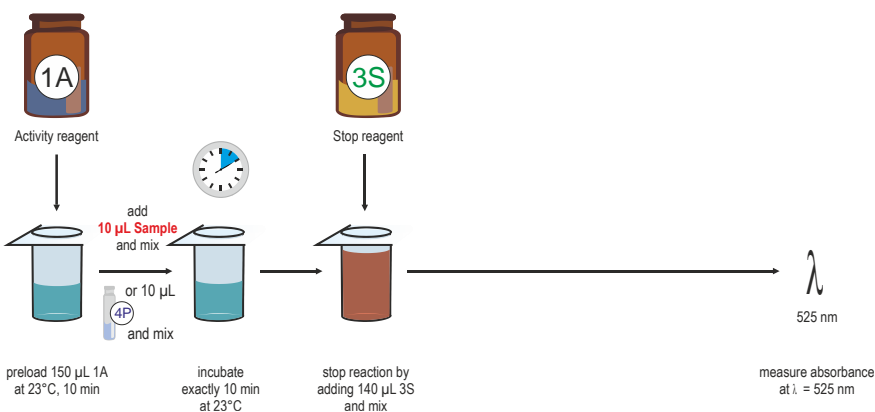 1A
3S
Activity reagent
Stop reagent
add
10 µL Sample
and mix
or 10 µL
4P
and mix
λ
525 nm
preload 150 µL 1A
at 23°C, 10 min
incubate
exactly 10 min
at 23°C
stop reaction by
adding 140 µL 3S
and mix
measure absorbance
at λ = 525 nm